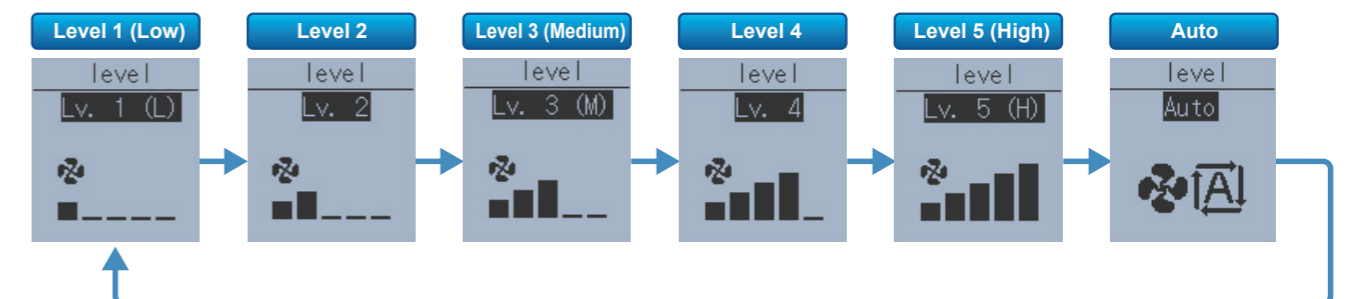 Level 1 (Low)
Level 2
Level 3 (Medium)
Level 4
Level 5 (High)
Auto
level
level
level
level
level
level
Lv. 1 (L)
Lv. 2
Lv. 3 (M)
Lv. 4
Lv. 5 (H)
Auto
A